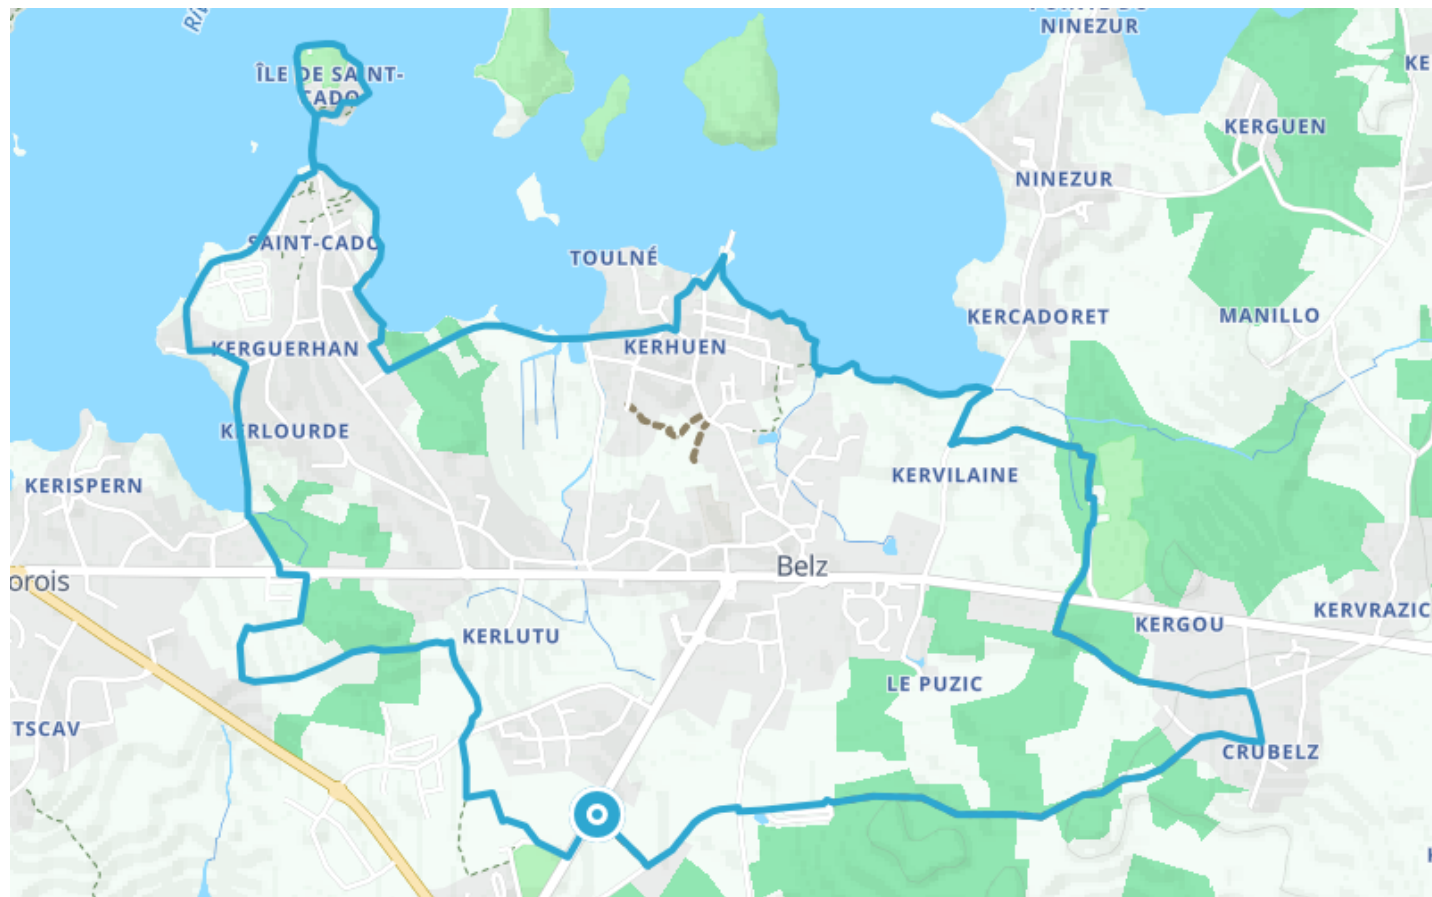 NINEZUR
ÎLE DE SAINT-
CADO
KERGUEN
NINEZUR
SAINT-CADO
TOULNÉ
KERCADORET
MANILLO
KERGUERHAN
KERHUEN
KERLOURDE
KERISPERN
KERVILAINE
Belz
orois
KERVRAZIC
KERGOU
KERLUTU
LE PUZIC
TSCAV
CRUBELZ